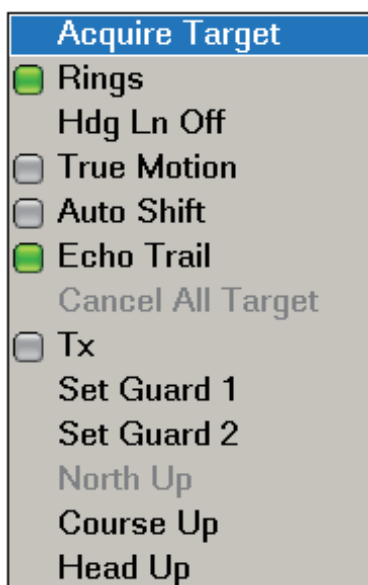 Acquire Target
Rings
Hdg Ln Off
True Motion
Auto Shift
Echo Trail
Cancel All Target
Tx
Set Guard 1
Set Guard 2
North Up
Course Up
Head Up